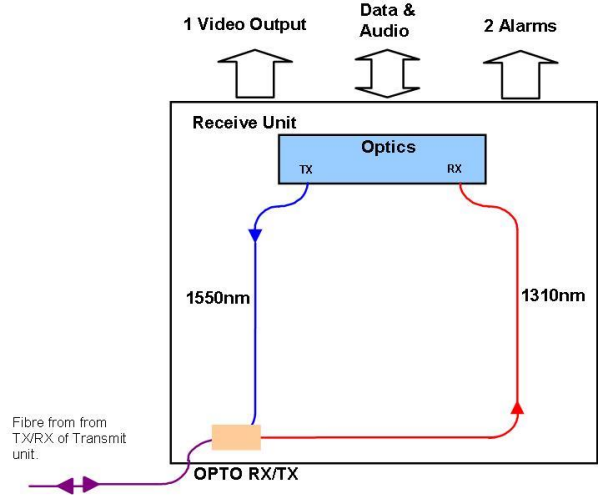 1 Video Output
Data &
Audio
2 Alarms
Receive Unit
Optics
TX
RX
1550nm
1310nm
Fibre from from
TX/RX of Transmit
unit.
OPTO RX/TX